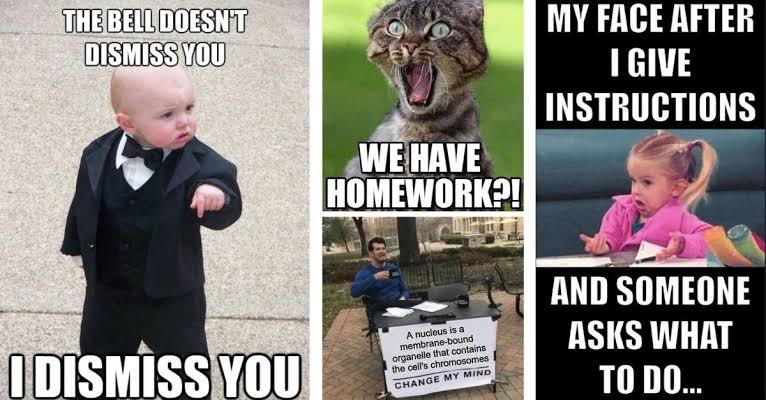 THE BELL DOESN'T
DISMISS YOU
I DISMISS YOU
WE HAVE
HOMEWORK?!
A nucleus is a
membrane-bound
organelle that contains
the cell's chromosomes
CHANGE MY MIND
MY FACE AFTER
I GIVE
INSTRUCTIONS
AND SOMEONE
ASKS WHAT
TO DO...